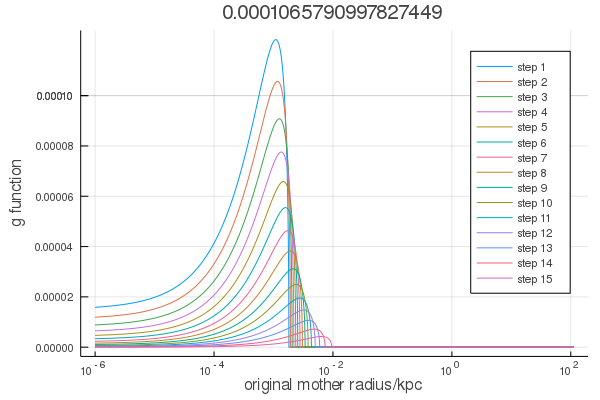 0.0001065790997827449
g function
0.00010
0.00008
0.00006
0.00004
0.00002
0.00000
10^-6
10^-4
10^-2
10^0
10^2
original mother radius/kpc
step 1
step 2
step 3
step 4
step 5
step 6
step 7
step 8
step 9
step 10
step 11
step 12
step 13
step 14
step 15